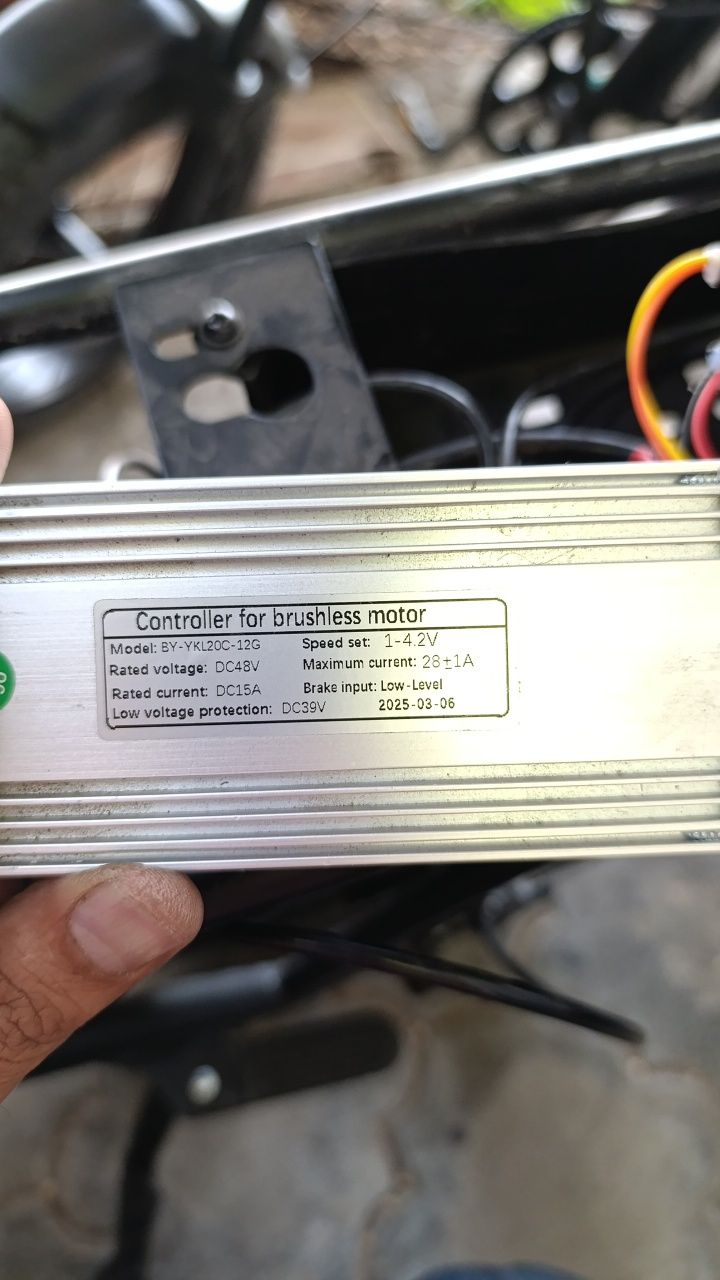 Controller for brushless motor
Model: BY-YKL20C-12G Speed set: 1-4.2V
Rated voltage: DC48V Maximum current: 28±1A
Rated current: DC15A Brake input: Low-Level
Low voltage protection: DC39V 2025-03-06